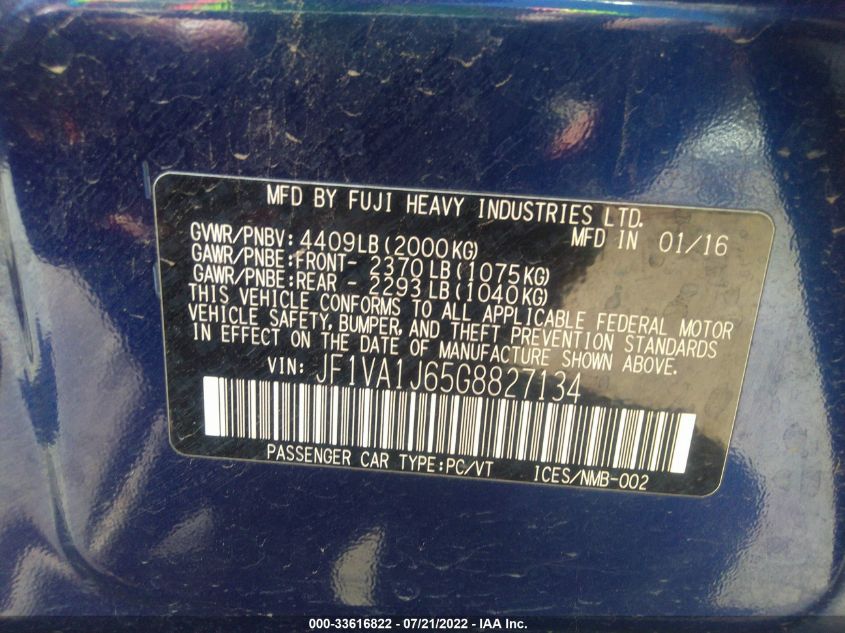 MFD BY FUJI HEAVY INDUSTRIES LTD.
GVWR/PNBV: 4409LB(2000KG) MFD IN 01/16
GAWR/PNBE:FRONT- 2370LB(1075KG)
GAWR/PNBE:REAR - 2293LB(1040KG)
THIS VEHICLE CONFORMS TO ALL APPLICABLE FEDERAL MOTOR
VEHICLE SAFETY, BUMPER, AND THEFT PREVENTION STANDARDS
IN EFFECT ON THE DATE OF MANUFACTURE SHOWN ABOVE.
VIN: JF1VA1J65G8827134
PASSENGER CAR TYPE:PC/VT ICES/NMB-002
000-33616822 - 07/21/2022 - IAA Inc.